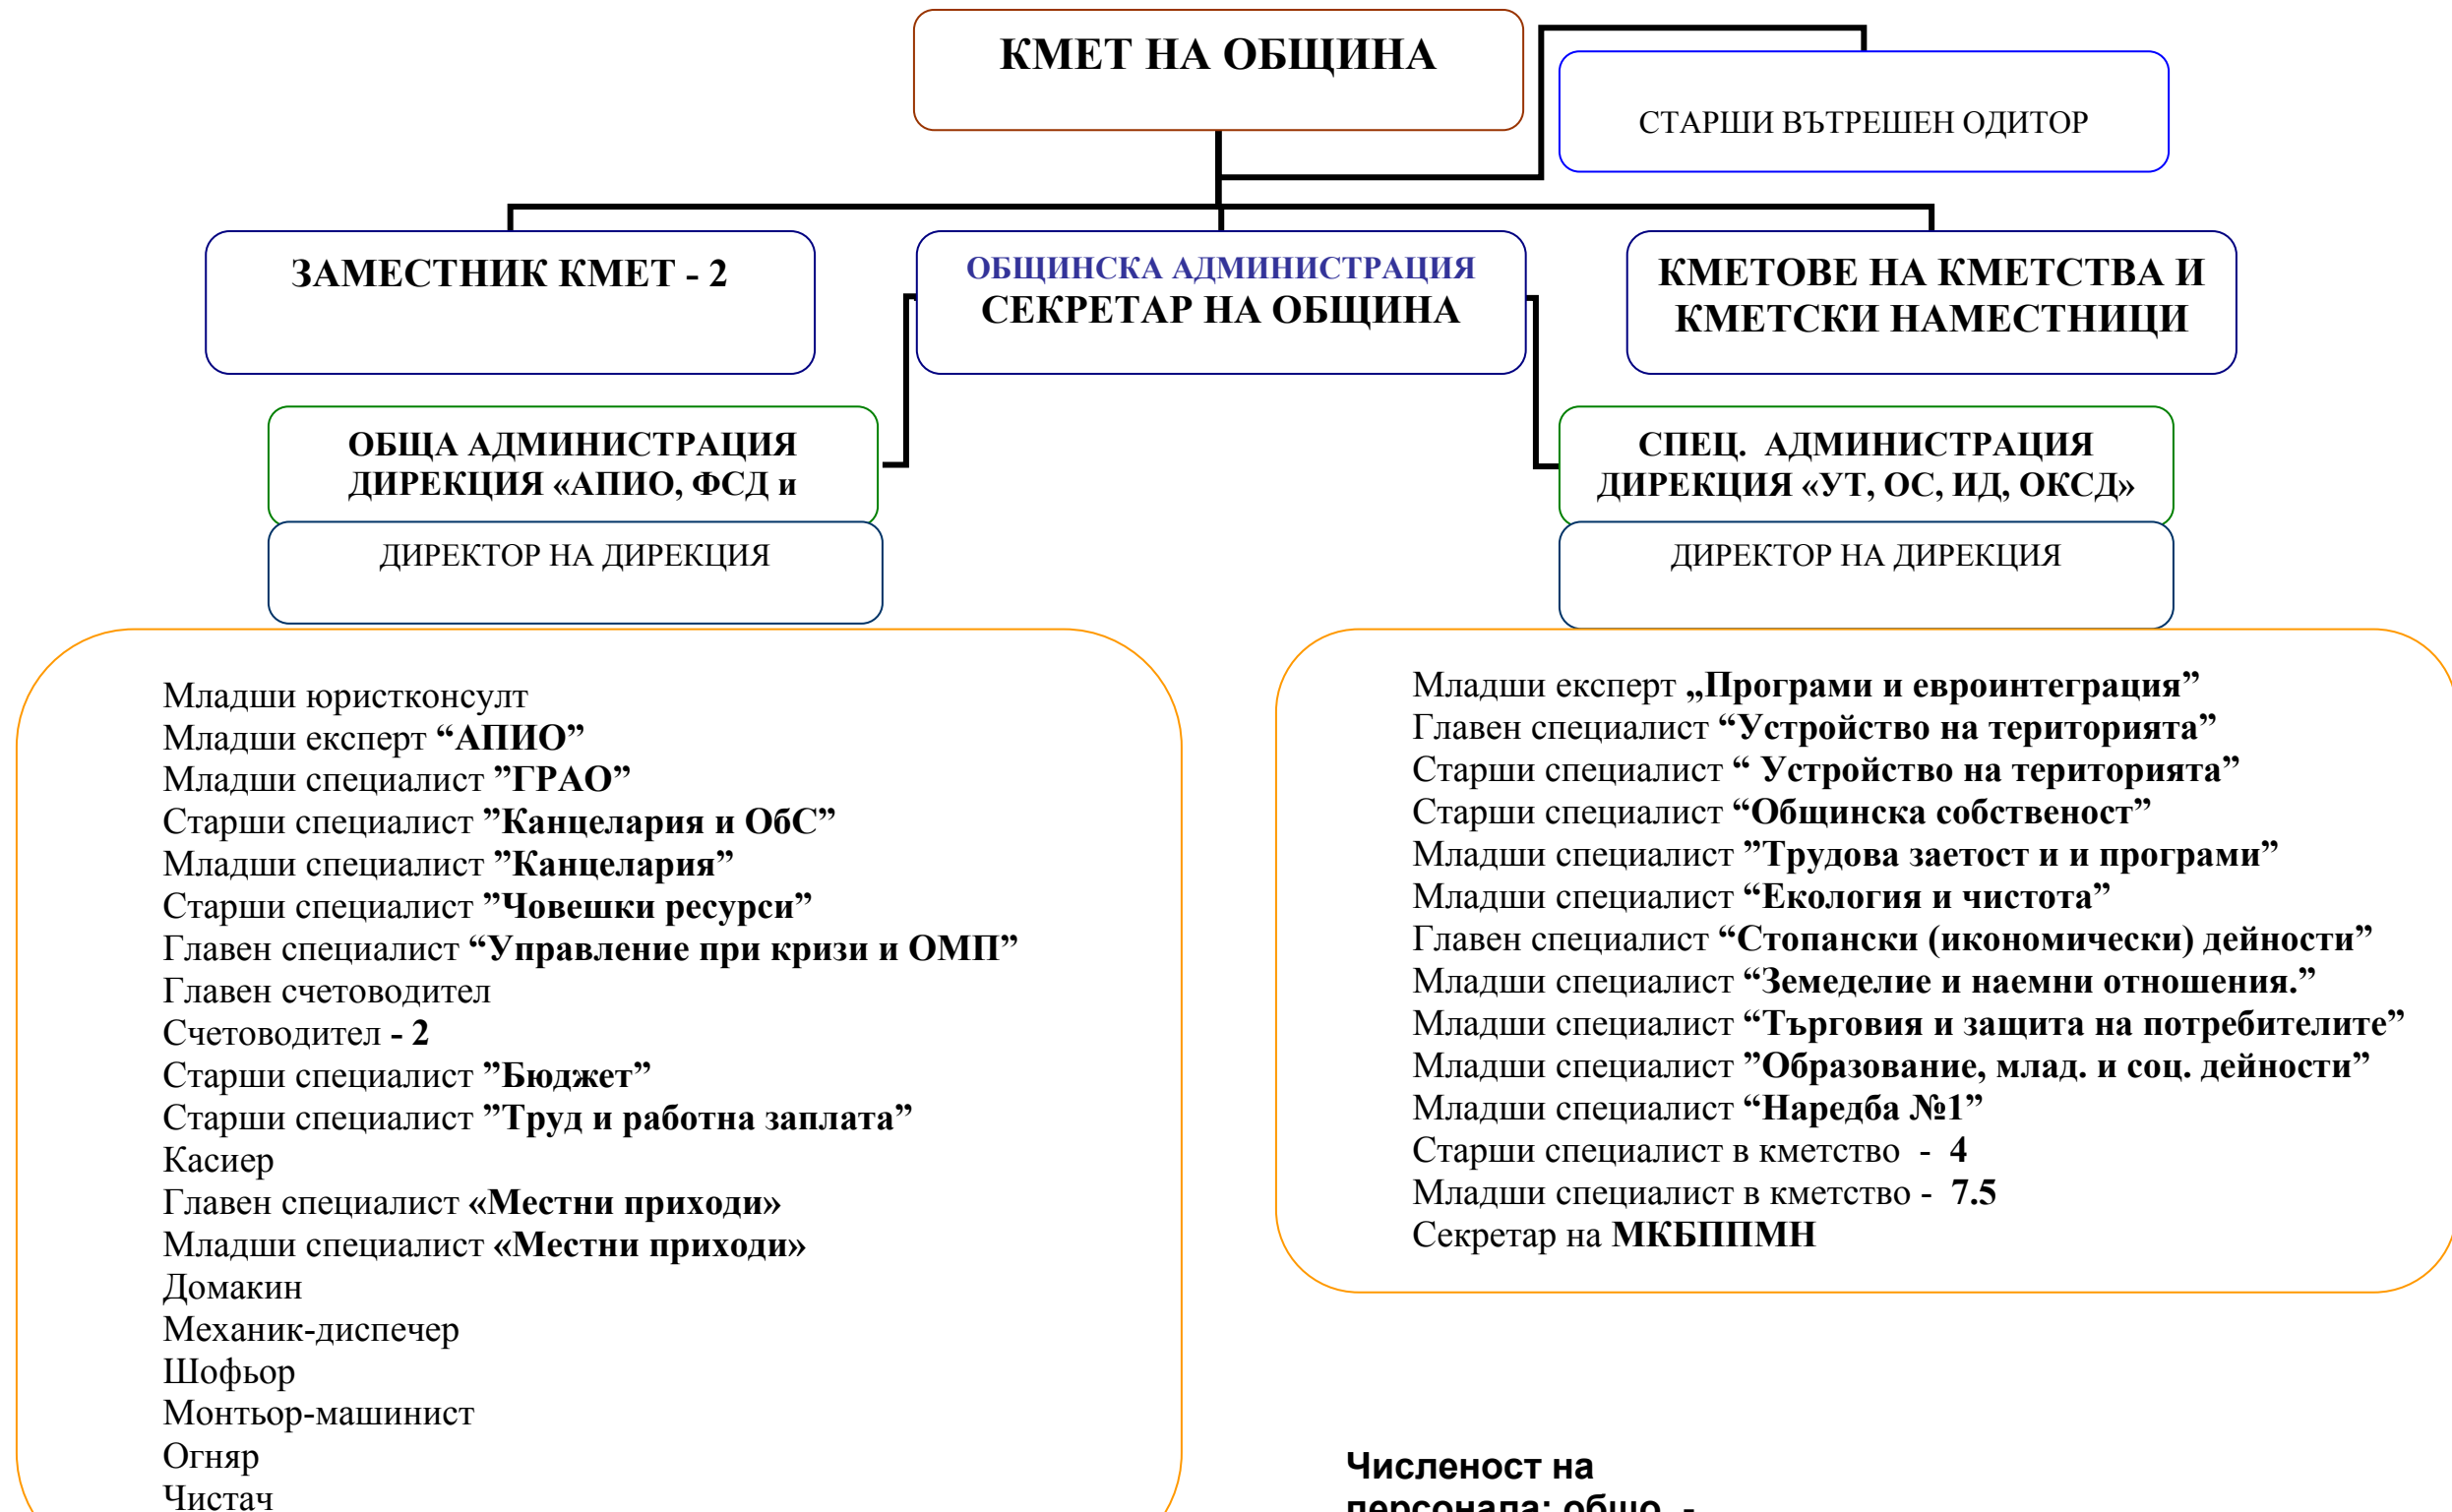 КМЕТ НА ОБЩИНА
СТАРШИ ВЪТРЕШЕН ОДИТОР
ЗАМЕСТНИК КМЕТ - 2
ОБЩИНСКА АДМИНИСТРАЦИЯ
СЕКРЕТАР НА ОБЩИНА
КМЕТОВЕ НА КМЕТСТВА И
КМЕТСКИ НАМЕСТНИЦИ
ОБЩА АДМИНИСТРАЦИЯ
ДИРЕКЦИЯ «АПИО, ФСД и
ДИРЕКТОР НА ДИРЕКЦИЯ
СПЕЦ. АДМИНИСТРАЦИЯ
ДИРЕКЦИЯ «УТ, ОС, ИД, ОКСД»
ДИРЕКТОР НА ДИРЕКЦИЯ
Младши юристконсулт
Младши експерт “АПИО”
Младши специалист ”ГРАО”
Старши специалист ”Канцелария и ОбС”
Младши специалист ”Канцелария”
Старши специалист ”Човешки ресурси”
Главен специалист “Управление при кризи и ОМП”
Главен счетоводител
Счетоводител - 2
Старши специалист ”Бюджет”
Старши специалист ”Труд и работна заплата”
Касиер
Главен специалист «Местни приходи»
Младши специалист «Местни приходи»
Домакин
Механик-диспечер
Шофьор
Монтьор-машинист
Огняр
Чистач
Младши експерт „Програми и евроинтеграция”
Главен специалист “Устройство на територията”
Старши специалист “ Устройство на територията”
Старши специалист “Общинска собственост”
Младши специалист ”Трудова заетост и и програми”
Младши специалист “Екология и чистота”
Главен специалист “Стопански (икономически) дейности”
Младши специалист “Земеделие и наемни отношения.”
Младши специалист “Търговия и защита на потребителите”
Младши специалист ”Образование, млад. и соц. дейности”
Младши специалист “Наредба №1”
Старши специалист в кметство - 4
Младши специалист в кметство - 7.5
Секретар на МКБППМН
Численост на
персонала: общо -